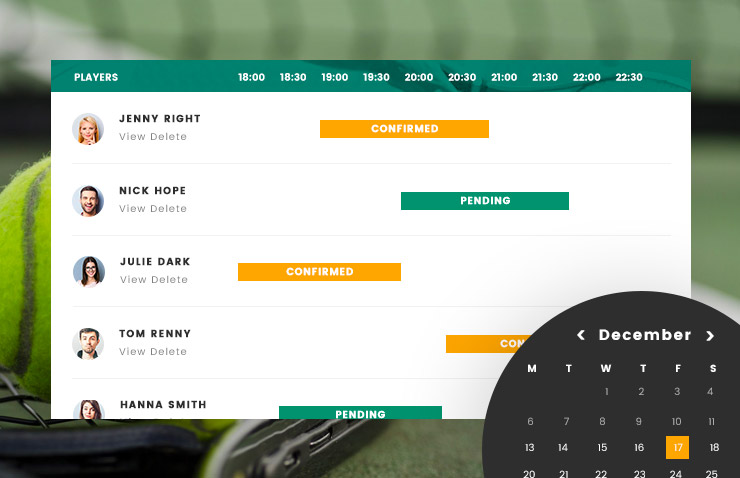 PLAYERS 18:00 18:30 19:00 19:30 20:00 20:30 21:00 21:30 22:00 22:30
JENNY RIGHT
View Delete
CONFIRMED
NICK HOPE
View Delete
PENDING
JULIE DARK
View Delete
CONFIRMED
TOM RENNY
View Delete
HANNA SMITH
PENDING
‹ December ›
M T W T F S
1 2 3 4
6 7 8 9 10 11
13 14 15 16 17 18
20 21 22 23 24 25